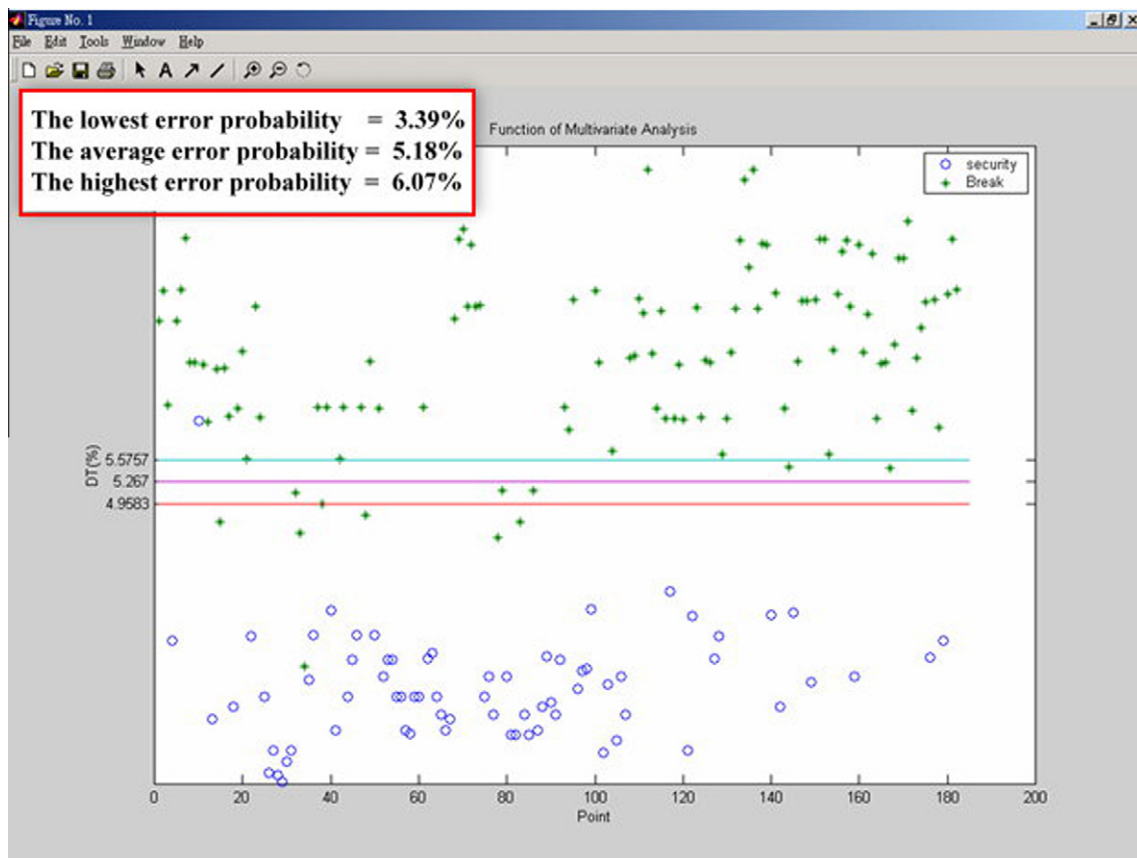 Figure No. 1
File Edit Tools Window Help
A
The lowest error probability = 3.39%
The average error probability = 5.18%
The highest error probability = 6.07%
Function of Multivariate Analysis
security
Break
DT(%)
5.5757
5.267
4.9583
0 20 40 60 80 100 120 140 160 180 200
Point